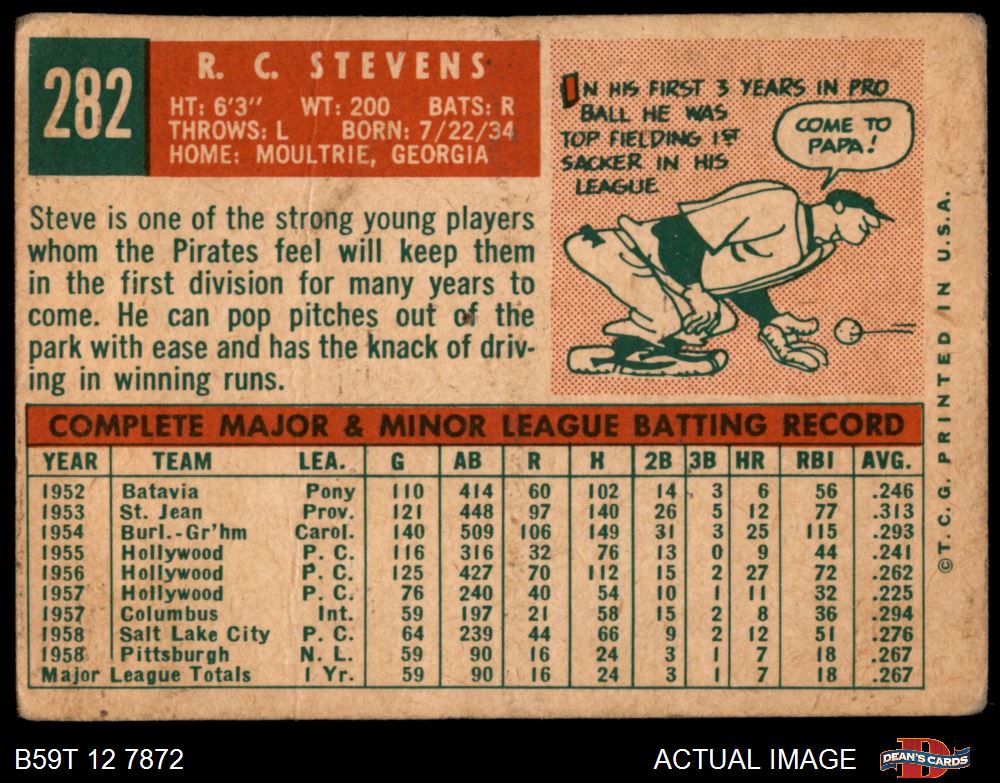 282
R. C. STEVENS
HT: 6'3" WT: 200 BATS: R
THROWS: L BORN: 7/22/34
HOME: MOULTRIE, GEORGIA
Steve is one of the strong young players
whom the Pirates feel will keep them
in the first division for many years to
come. He can pop pitches out of the
park with ease and has the knack of driv-
ing in winning runs.
IN HIS FIRST 3 YEARS IN PRO
BALL HE WAS
TOP FIELDING 1ST
SACKER IN HIS
LEAGUE
COME TO
PAPA!
COMPLETE MAJOR & MINOR LEAGUE BATTING RECORD
YEAR TEAM LEA. G AB R H 2B 3B HR RBI AVG.
1952 Batavia Pony 110 414 60 102 14 3 6 56 .246
1953 St. Jean Prov. 121 448 97 140 26 5 12 77 .313
1954 Burl.-Gr'hm Carol. 140 509 106 149 31 3 25 115 .293
1955 Hollywood P. C. 116 316 32 76 13 0 9 44 .241
1956 Hollywood P. C. 125 427 70 112 15 2 27 72 .262
1957 Hollywood P. C. 76 240 40 54 10 1 11 32 .225
1957 Columbus Int. 59 197 21 58 15 2 8 36 .294
1958 Salt Lake City P. C. 64 239 44 66 9 2 12 51 .276
1958 Pittsburgh N. L. 59 90 16 24 3 1 7 18 .267
Major League Totals 1 Yr. 59 90 16 24 3 1 7 18 .267
© T. C. G. PRINTED IN U.S.A.
B59T 12 7872
ACTUAL IMAGE
DEAN'S CARDS